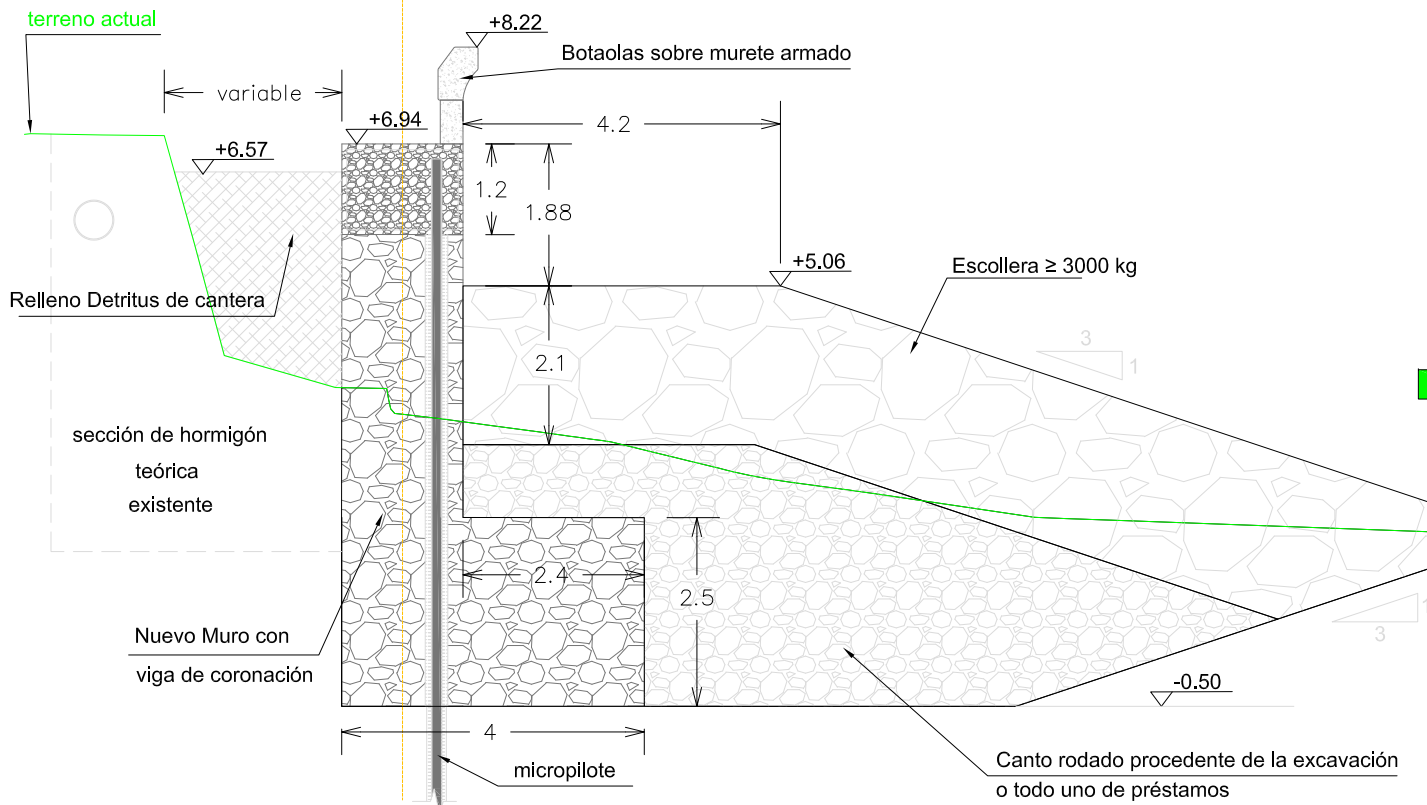 terreno actual
+8.22
Botaolas sobre murete armado
variable
+6.94
4.2
+6.57
1.2
1.88
+5.06
Escollera ≥ 3000 kg
Relleno Detritus de cantera
3
1
2.1
sección de hormigón
teórica
existente
2.4
2.5
1
3
Nuevo Muro con
viga de coronación
-0.50
4
micropilote
Canto rodado procedente de la excavación
o todo uno de préstamos